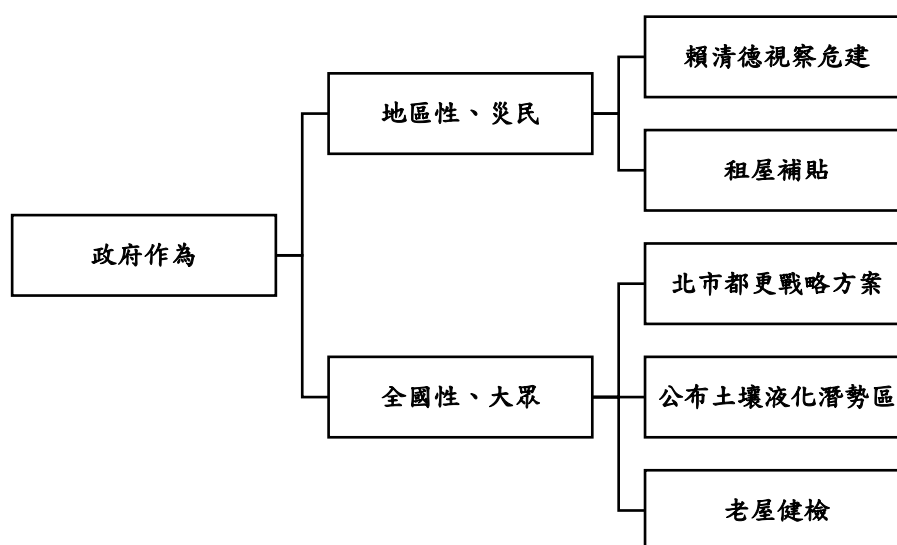 政府作為
地區性、災民
賴清德視察危建
租屋補貼
全國性、大眾
北市都更戰略方案
公布土壤液化潛勢區
老屋健檢